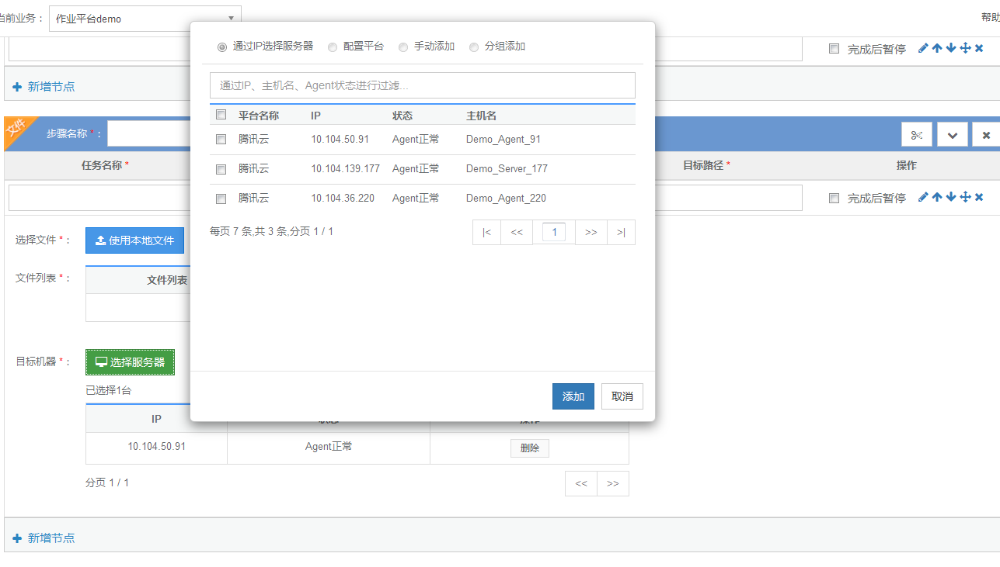 当前业务： 作业平台demo
帮助
完成后暂停
新增节点
通过IP选择服务器 配置平台 手动添加 分组添加
通过IP、主机名、Agent状态进行过滤...
平台名称 IP 状态 主机名
腾讯云 10.104.50.91 Agent正常 Demo_Agent_91
腾讯云 10.104.139.177 Agent正常 Demo_Server_177
腾讯云 10.104.36.220 Agent正常 Demo_Agent_220
每页 7 条,共 3 条,分页 1 / 1
|< << 1 >> >|
添加 取消
文件 步骤名称 * ：
任务名称 * 目标路径 * 操作
完成后暂停
选择文件 * ： 使用本地文件
文件列表 * ： 文件列表
目标机器 * ： 选择服务器
已选择1台
IP 状态 操作
10.104.50.91 Agent正常 删除
分页 1 / 1 << >>
新增节点